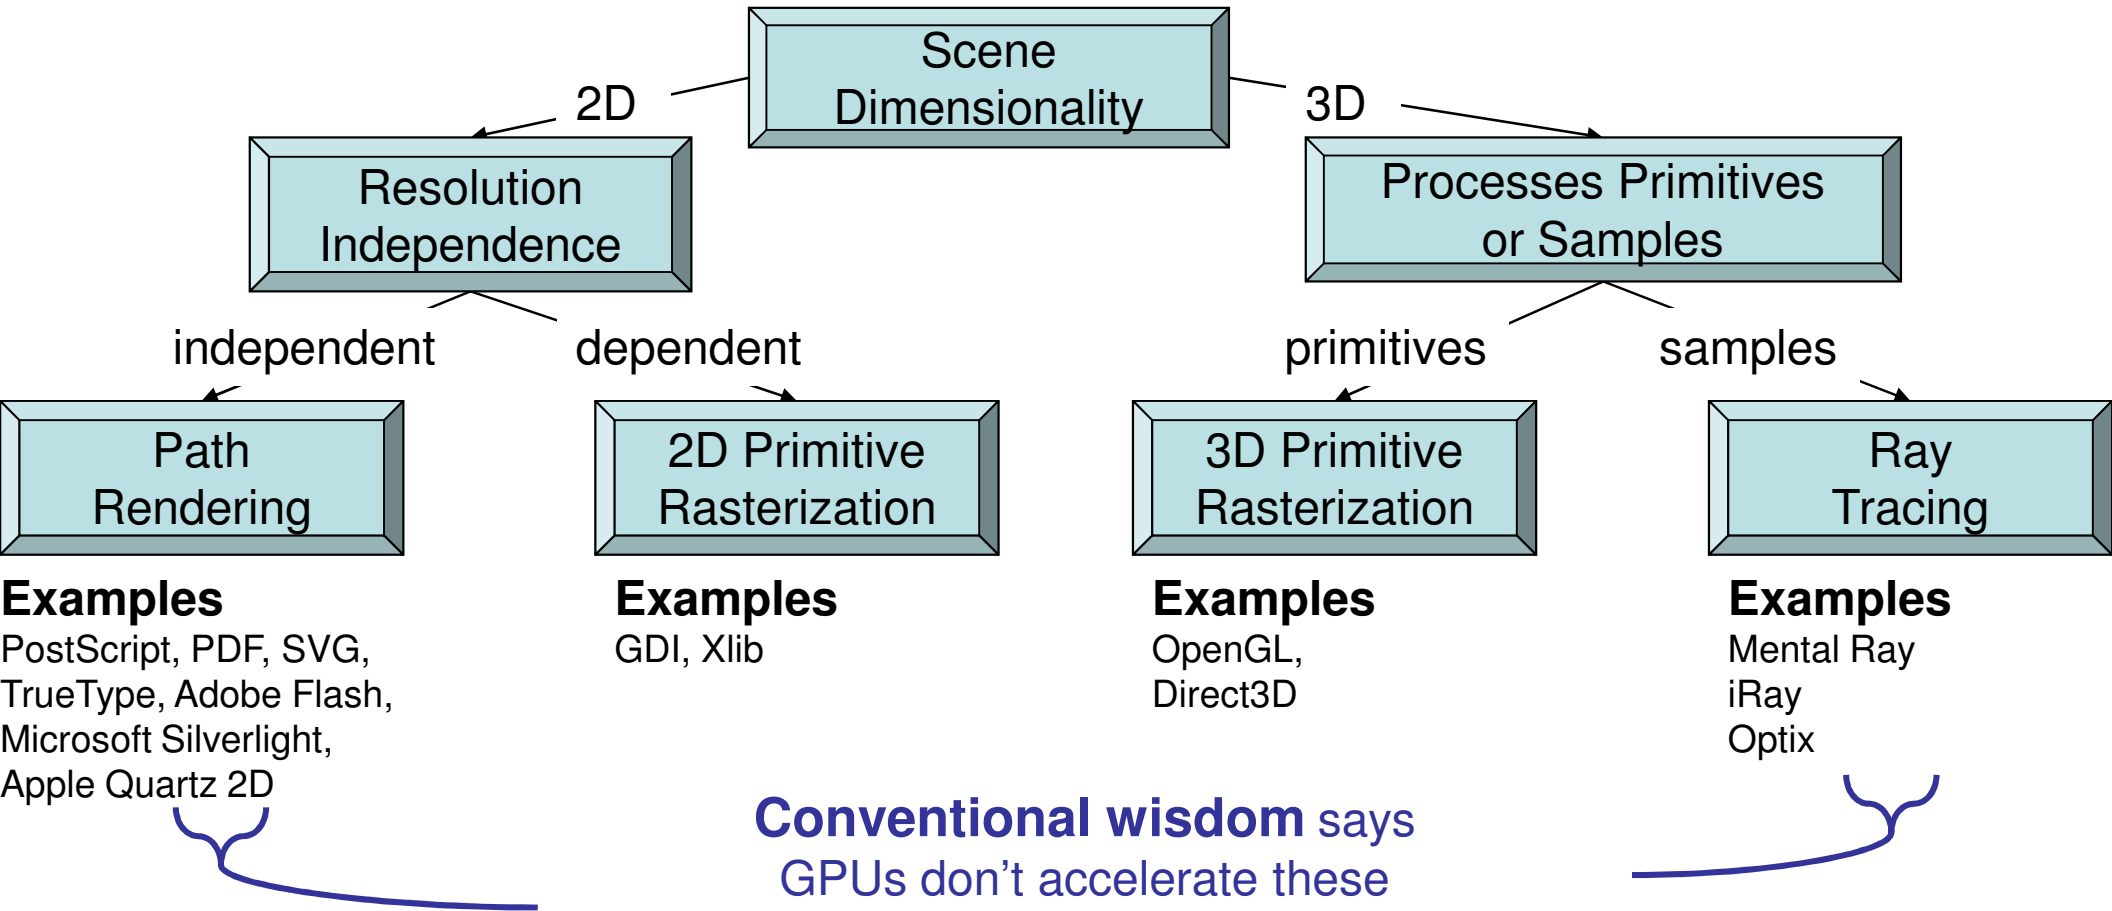 Scene
Dimensionality
2D
3D
Resolution
Independence
Processes Primitives
or Samples
independent
dependent
primitives
samples
Path
Rendering
2D Primitive
Rasterization
3D Primitive
Rasterization
Ray
Tracing
Examples
PostScript, PDF, SVG,
TrueType, Adobe Flash,
Microsoft Silverlight,
Apple Quartz 2D
Examples
GDI, Xlib
Examples
OpenGL,
Direct3D
Examples
Mental Ray
iRay
Optix
Conventional wisdom says
GPUs don't accelerate these